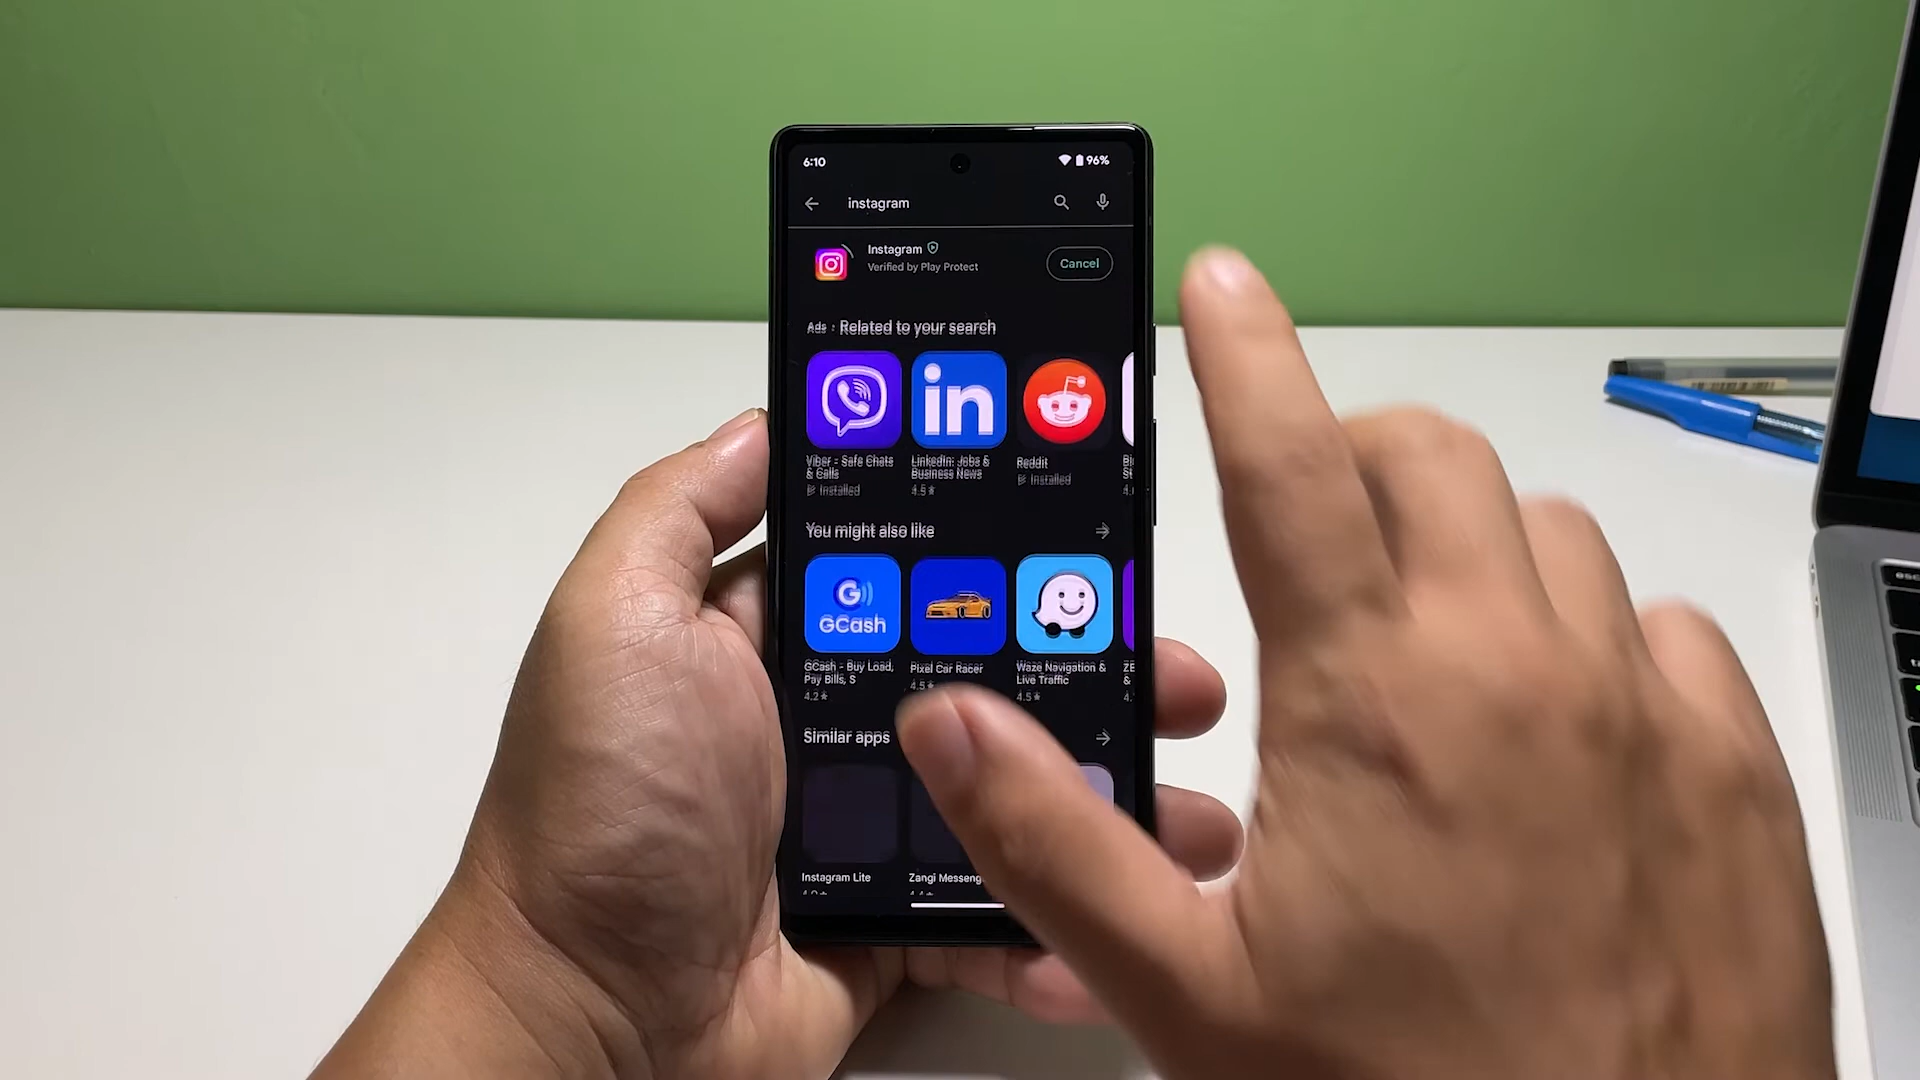 6:10
96%
instagram
Instagram
Verified by Play Protect
Cancel
Ads · Related to your search
in
Viber - Safe Chats
& Calls
Installed
LinkedIn: Jobs &
Business News
4.5★
Reddit
Installed
You might also like
G
GCash
GCash - Buy Load,
Pay Bills, S
4.2★
Pixel Car Racer
4.5★
Waze Navigation &
Live Traffic
4.5★
Similar apps
Instagram Lite
Zangi Messeng
esc